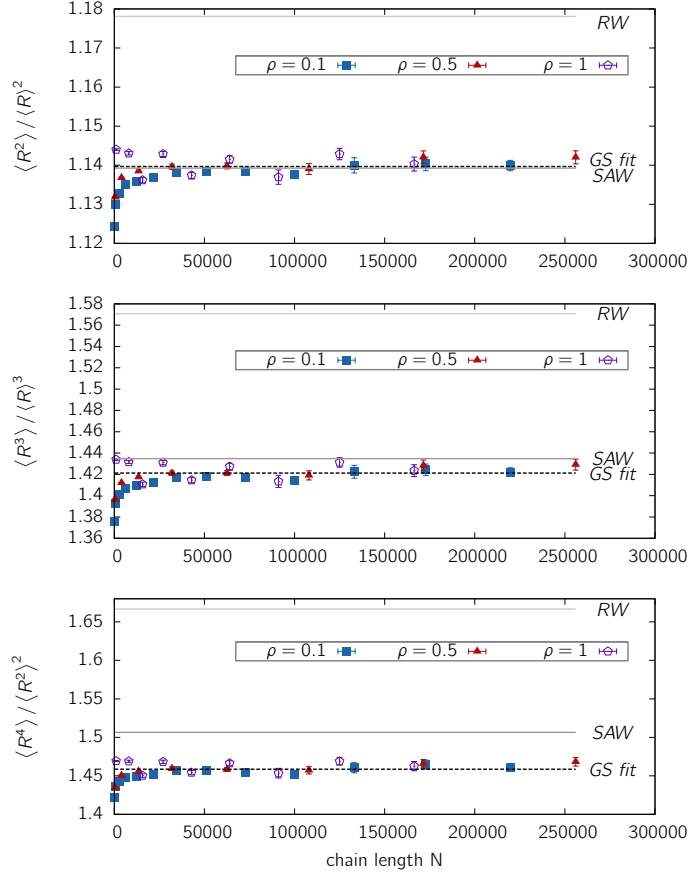 1.18
RW
1.17
ρ = 0.1 ρ = 0.5 ρ = 1
1.16
⟨R²⟩ / ⟨R⟩²
1.15
1.14
GS fit
SAW
1.13
1.12
0 50000 100000 150000 200000 250000 300000
1.58
1.56
RW
1.54
ρ = 0.1 ρ = 0.5 ρ = 1
1.52
1.5
⟨R³⟩ / ⟨R⟩³
1.48
1.46
1.44
SAW
1.42
GS fit
1.4
1.38
1.36
0 50000 100000 150000 200000 250000 300000
1.65
RW
ρ = 0.1 ρ = 0.5 ρ = 1
1.6
⟨R⁴⟩ / ⟨R²⟩²
1.55
SAW
1.5
1.45
GS fit
1.4
0 50000 100000 150000 200000 250000 300000
chain length N